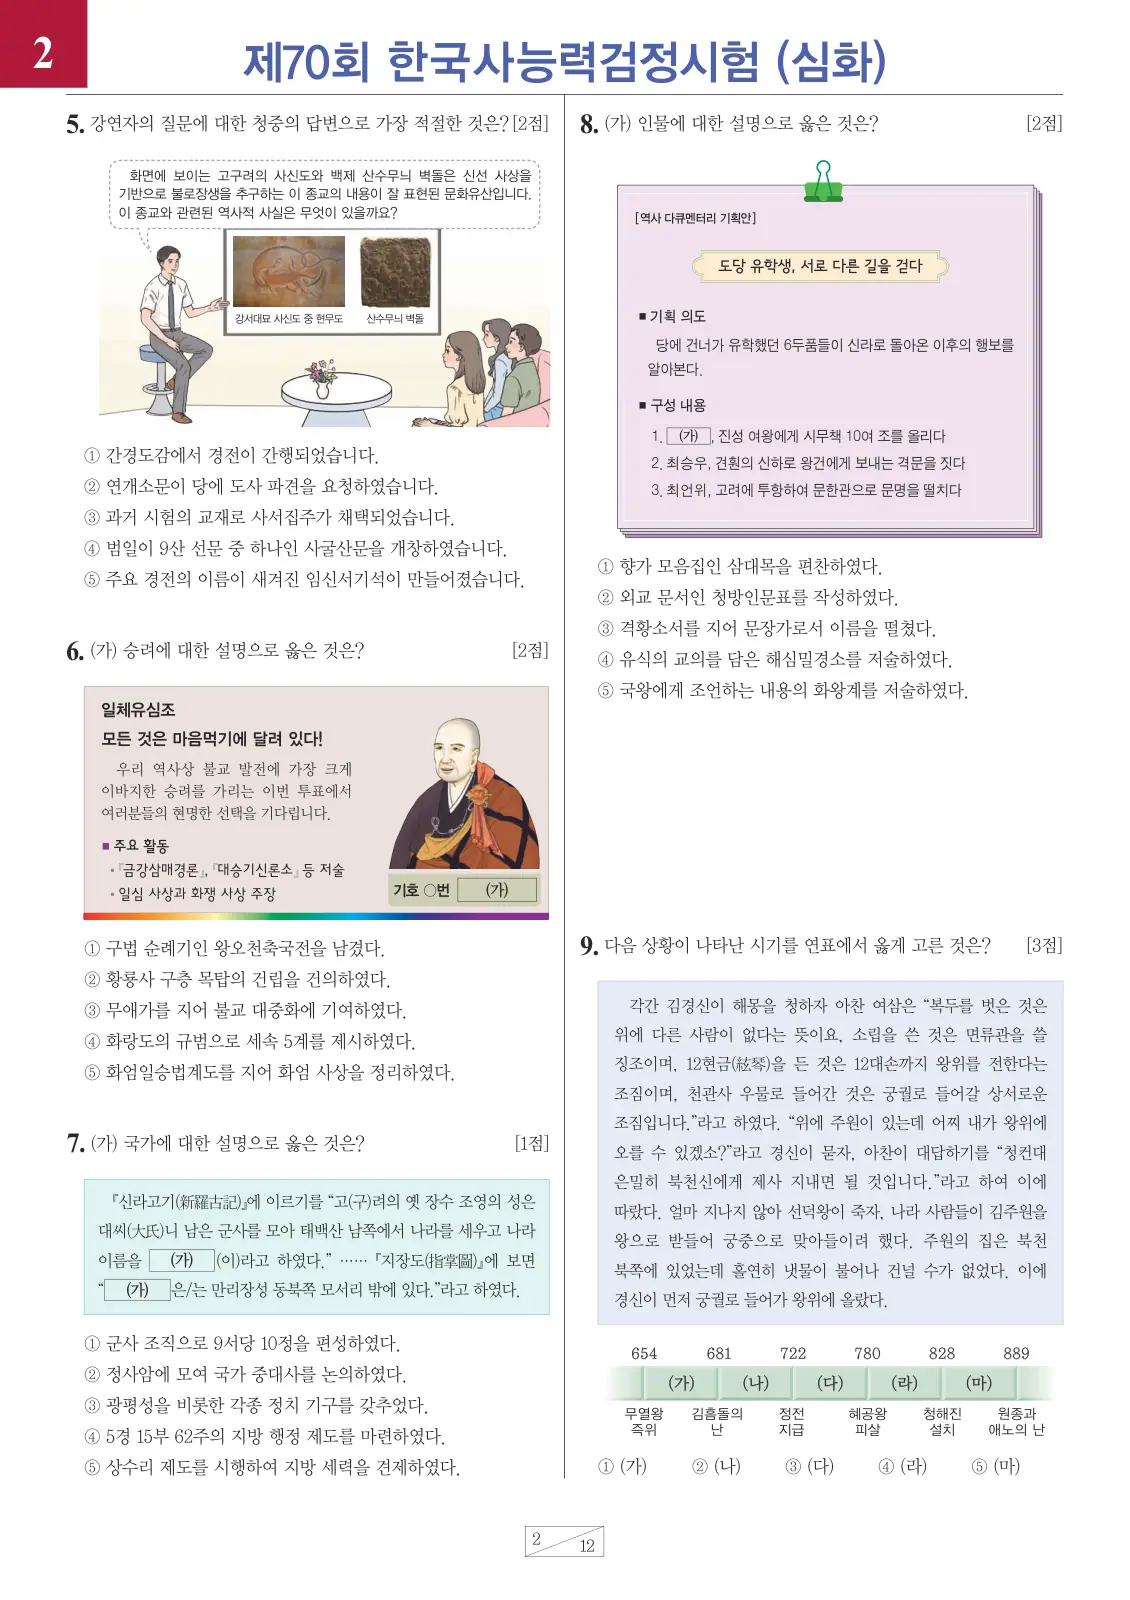 2
제70회 한국사능력검정시험 (심화)
5. 강연자의 질문에 대한 청중의 답변으로 가장 적절한 것은? [2점]
화면에 보이는 고구려의 사신도와 백제 산수무늬 벽돌은 신선 사상을
기반으로 불로장생을 추구하는 이 종교의 내용이 잘 표현된 문화유산입니다.
이 종교와 관련된 역사적 사실은 무엇이 있을까요?
강서대묘 사신도 중 현무도
산수무늬 벽돌
① 간경도감에서 경전이 간행되었습니다.
② 연개소문이 당에 도사 파견을 요청하였습니다.
③ 과거 시험의 교재로 사서집주가 채택되었습니다.
④ 범일이 9산 선문 중 하나인 사굴산문을 개창하였습니다.
⑤ 주요 경전의 이름이 새겨진 임신서기석이 만들어졌습니다.
6. (가) 승려에 대한 설명으로 옳은 것은? [2점]
일체유심조
모든 것은 마음먹기에 달려 있다!
우리 역사상 불교 발전에 가장 크게
이바지한 승려를 가리는 이번 투표에서
여러분들의 현명한 선택을 기다립니다.
■ 주요 활동
• 『금강삼매경론』, 『대승기신론소』 등 저술
• 일심 사상과 화쟁 사상 주장
기호 ○번 (가)
① 구법 순례기인 왕오천축국전을 남겼다.
② 황룡사 구층 목탑의 건립을 건의하였다.
③ 무애가를 지어 불교 대중화에 기여하였다.
④ 화랑도의 규범으로 세속 5계를 제시하였다.
⑤ 화엄일승법계도를 지어 화엄 사상을 정리하였다.
7. (가) 국가에 대한 설명으로 옳은 것은? [1점]
『신라고기(新羅古記)』에 이르기를 “고(구)려의 옛 장수 조영의 성은
대씨(大氏)니 남은 군사를 모아 태백산 남쪽에서 나라를 세우고 나라
이름을 (가) (이)라고 하였다.” …… 『지장도(指掌圖)』에 보면
“ (가) 은/는 만리장성 동북쪽 모서리 밖에 있다.”라고 하였다.
① 군사 조직으로 9서당 10정을 편성하였다.
② 정사암에 모여 국가 중대사를 논의하였다.
③ 광평성을 비롯한 각종 정치 기구를 갖추었다.
④ 5경 15부 62주의 지방 행정 제도를 마련하였다.
⑤ 상수리 제도를 시행하여 지방 세력을 견제하였다.
8. (가) 인물에 대한 설명으로 옳은 것은? [2점]
[역사 다큐멘터리 기획안]
도당 유학생, 서로 다른 길을 걷다
■ 기획 의도
당에 건너가 유학했던 6두품들이 신라로 돌아온 이후의 행보를
알아본다.
■ 구성 내용
1. (가) , 진성 여왕에게 시무책 10여 조를 올리다
2. 최승우, 견훤의 신하로 왕건에게 보내는 격문을 짓다
3. 최언위, 고려에 투항하여 문한관으로 문명을 떨치다
① 향가 모음집인 삼대목을 편찬하였다.
② 외교 문서인 청방인문표를 작성하였다.
③ 격황소서를 지어 문장가로서 이름을 떨쳤다.
④ 유식의 교의를 담은 해심밀경소를 저술하였다.
⑤ 국왕에게 조언하는 내용의 화왕계를 저술하였다.
9. 다음 상황이 나타난 시기를 연표에서 옳게 고른 것은? [3점]
각간 김경신이 해몽을 청하자 아찬 여삼은 “복두를 벗은 것은
위에 다른 사람이 없다는 뜻이요, 소립을 쓴 것은 면류관을 쓸
징조이며, 12현금(絃琴)을 든 것은 12대손까지 왕위를 전한다는
조짐이며, 천관사 우물로 들어간 것은 궁궐로 들어갈 상서로운
조짐입니다.”라고 하였다. “위에 주원이 있는데 어찌 내가 왕위에
오를 수 있겠소?”라고 경신이 묻자, 아찬이 대답하기를 “청컨대
은밀히 북천신에게 제사 지내면 될 것입니다.”라고 하여 이에
따랐다. 얼마 지나지 않아 선덕왕이 죽자, 나라 사람들이 김주원을
왕으로 받들어 궁중으로 맞아들이려 했다. 주원의 집은 북천
북쪽에 있었는데 홀연히 냇물이 불어나 건널 수가 없었다. 이에
경신이 먼저 궁궐로 들어가 왕위에 올랐다.
654 681 722 780 828 889
(가) (나) (다) (라) (마)
무열왕 김흠돌의 정전 혜공왕 청해진 원종과
즉위 난 지급 피살 설치 애노의 난
① (가) ② (나) ③ (다) ④ (라) ⑤ (마)
2
12